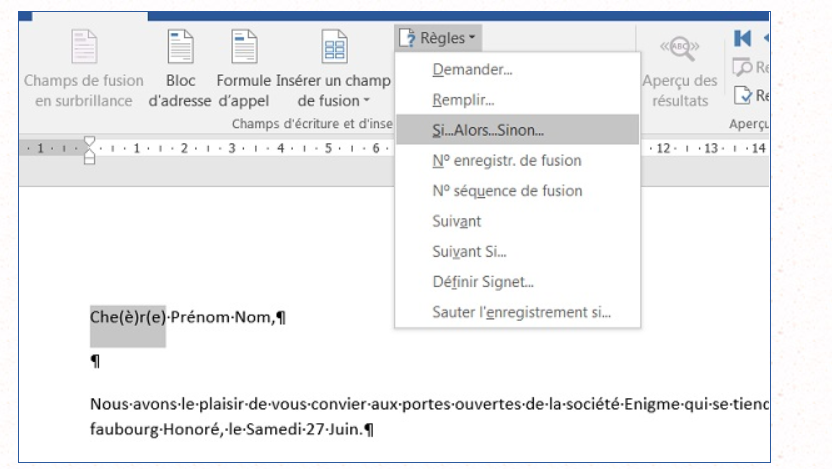 Règles
Demander...
Remplir...
Si...Alors...Sinon...
Nº enregistr. de fusion
Nº séquence de fusion
Suivant
Suivant Si...
Définir Signet...
Sauter l'enregistrement si...
Champs de fusion
en surbrillance
Bloc
d'adresse
Formule
d'appel
Insérer un champ
de fusion
Champs d'écriture et d'inse
Aperçu des
résultats
ABC
Re
Re
Aperçu
1 1 2 3 4 5 6 12 13 14
Che(è)r(e)·Prénom·Nom,¶
¶
Nous·avons·le·plaisir·de·vous·convier·aux·portes·ouvertes·de·la·société·Enigme·qui·se·tiend
faubourg·Honoré,·le·Samedi·27·Juin.¶